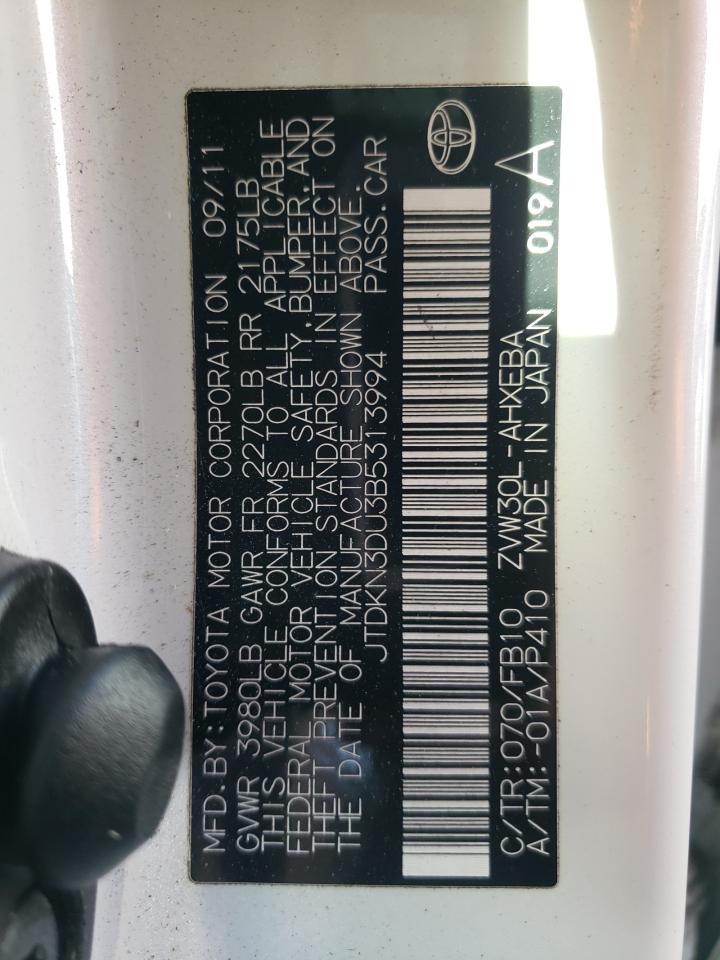 MFD.BY:TOYOTA MOTOR CORPORATION 09/11
GVWR 3980LB GAWR FR 2270LB RR 2175LB
THIS VEHICLE CONFORMS TO ALL APPLICABLE
FEDERAL MOTOR VEHICLE SAFETY,BUMPER,AND
THEFT PREVENTION STANDARDS IN EFFECT ON
THE DATE OF MANUFACTURE SHOWN ABOVE.
JTDKN3DU3B5313994 PASS.CAR
C/TR:070/FB10 ZVW30L-AHXEBA
A/TM:-01A/P410 MADE IN JAPAN 019 A